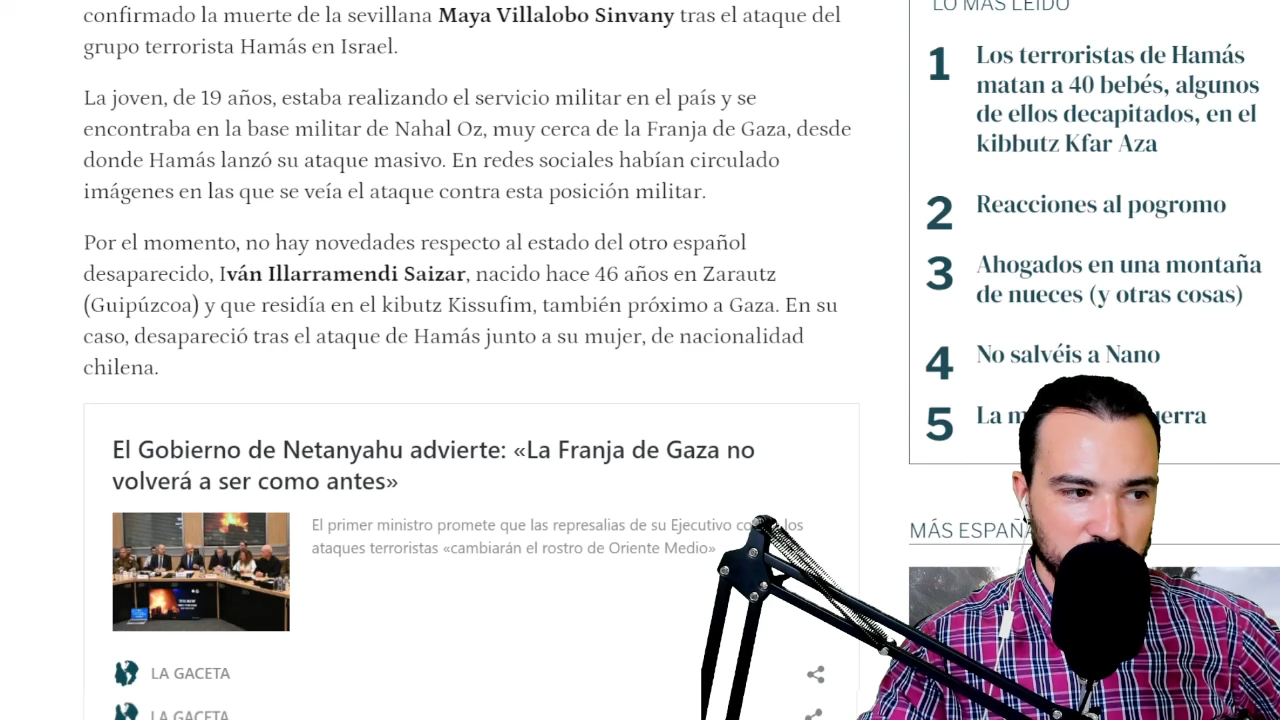 confirmado la muerte de la sevillana Maya Villalobo Sinvany tras el ataque del
grupo terrorista Hamás en Israel.
La joven, de 19 años, estaba realizando el servicio militar en el país y se
encontraba en la base militar de Nahal Oz, muy cerca de la Franja de Gaza, desde
donde Hamás lanzó su ataque masivo. En redes sociales habían circulado
imágenes en las que se veía el ataque contra esta posición militar.
Por el momento, no hay novedades respecto al estado del otro español
desaparecido, Iván Illarramendi Saizar, nacido hace 46 años en Zarautz
(Guipúzcoa) y que residía en el kibutz Kissufim, también próximo a Gaza. En su
caso, desapareció tras el ataque de Hamás junto a su mujer, de nacionalidad
chilena.
El Gobierno de Netanyahu advierte: «La Franja de Gaza no
volverá a ser como antes»
El primer ministro promete que las represalias de su Ejecutivo los
ataques terroristas «cambiarán el rostro de Oriente Medio»
LA GACETA
LA GACETA
LO MÁS LEÍDO
1 Los terroristas de Hamás
matan a 40 bebés, algunos
de ellos decapitados, en el
kibbutz Kfar Aza
2 Reacciones al pogromo
3 Ahogados en una montaña
de nueces (y otras cosas)
4 No salvéis a Nano
5 La
MÁS ESPAÑA